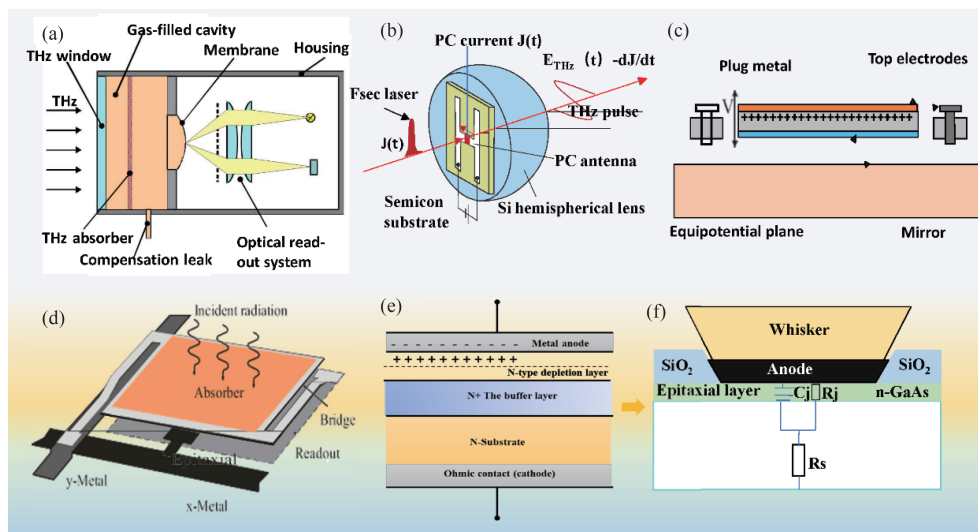 (a)
Gas-filled cavity
THz window
Membrane
Housing
THz
THz absorber
Compensation leak
Optical read-
out system
(b)
PC current J(t)
E_THz (t) -dJ/dt
Fsec laser
THz pulse
J(t)
PC antenna
Semicon
substrate
Si hemispherical lens
(c)
Plug metal
Top electrodes
V
+++++++++++++++
Equipotential plane
Mirror
(d)
Incident radiation
Absorber
Bridge
Readout
Epitaxial
y-Metal
x-Metal
(e)
- - - - - - - - - - Metal anode
+ + + + + + + + + + + +
N-type depletion layer
N+ The buffer layer
N-Substrate
Ohmic contact (cathode)
(f)
Whisker
SiO₂
Anode
SiO₂
Epitaxial layer
Cj
Rj
n-GaAs
Rs